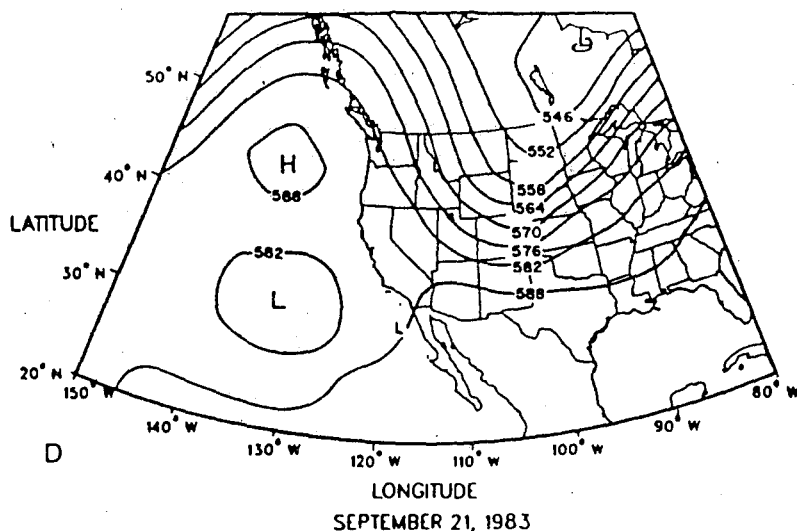 50° N
546
552
H
40° N
588
558
564
LATITUDE
570
582
576
582
30° N
L
588
L
20° N
150° W
80° W
140° W
90° W
D
130° W
100° W
120° W
110° W
LONGITUDE
SEPTEMBER 21, 1983